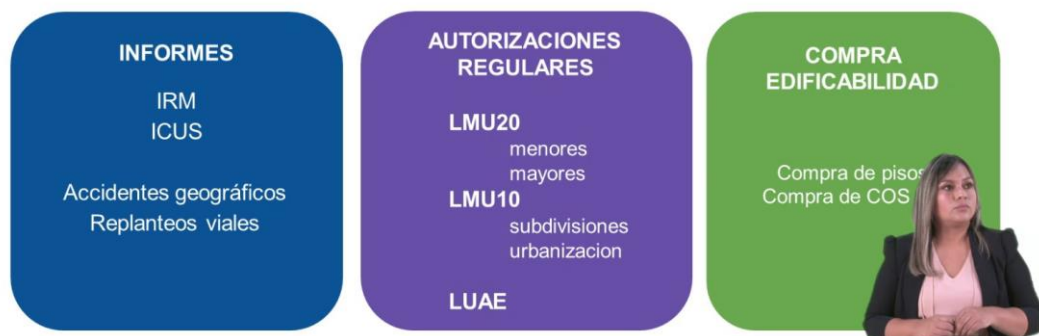 INFORMES
IRM
ICUS
Accidentes geográficos
Replanteos viales
AUTORIZACIONES
REGULARES
LMU20
menores
mayores
LMU10
subdivisiones
urbanizacion
LUAE
COMPRA
EDIFICABILIDAD
Compra de pisos
Compra de COS